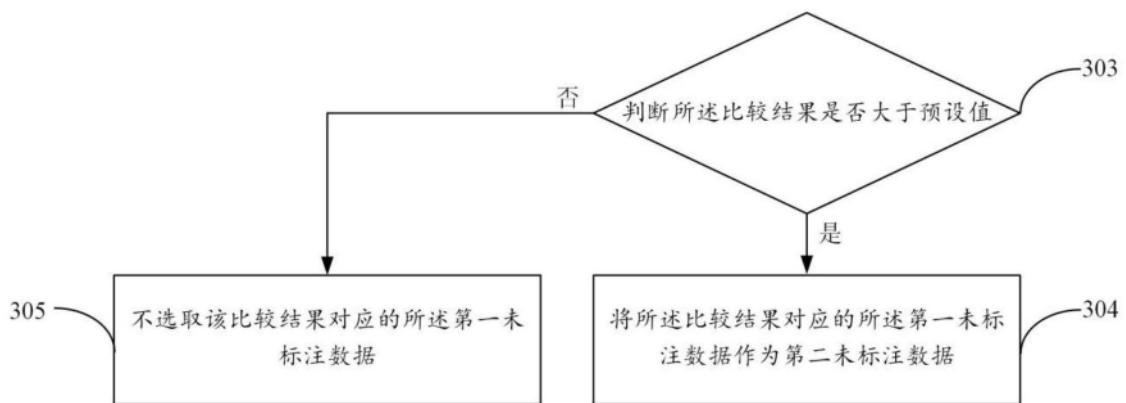 303
判断所述比较结果是否大于预设值
否
是
305
不选取该比较结果对应的所述第一未
标注数据
将所述比较结果对应的所述第一未标
注数据作为第二未标注数据
304